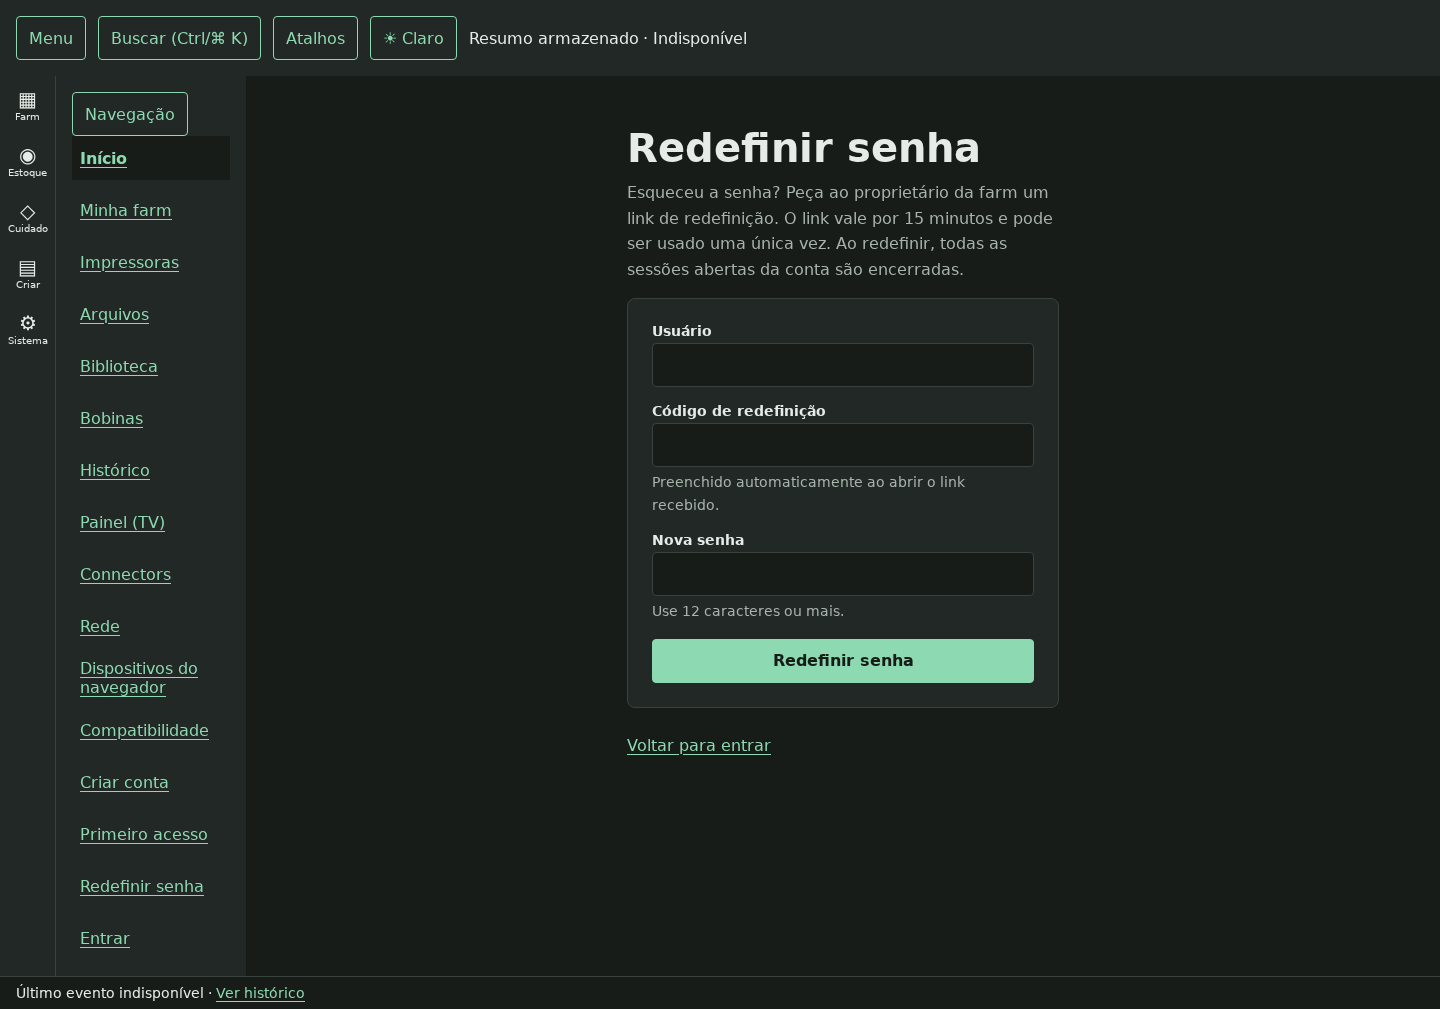 Menu
Buscar (Ctrl/⌘ K)
Atalhos
☀ Claro
Resumo armazenado · Indisponível
Farm
Estoque
Cuidado
Criar
Sistema
Navegação
Início
Minha farm
Impressoras
Arquivos
Biblioteca
Bobinas
Histórico
Painel (TV)
Connectors
Rede
Dispositivos do
navegador
Compatibilidade
Criar conta
Primeiro acesso
Redefinir senha
Entrar
Redefinir senha
Esqueceu a senha? Peça ao proprietário da farm um
link de redefinição. O link vale por 15 minutos e pode
ser usado uma única vez. Ao redefinir, todas as
sessões abertas da conta são encerradas.
Usuário
Código de redefinição
Preenchido automaticamente ao abrir o link
recebido.
Nova senha
Use 12 caracteres ou mais.
Redefinir senha
Voltar para entrar
Último evento indisponível · Ver histórico